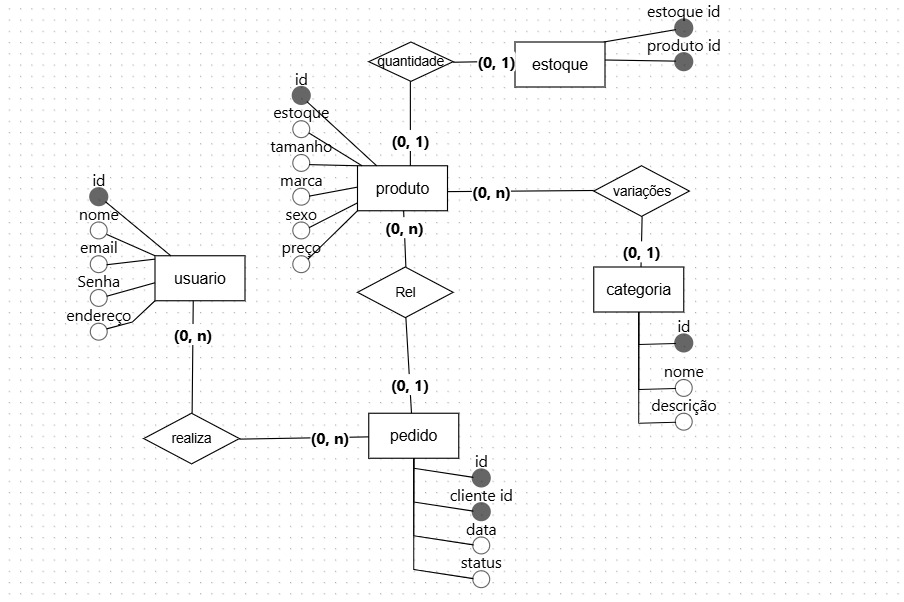 estoque id
produto id
quantidade
(0, 1)
estoque
id
estoque
tamanho
marca
sexo
preço
(0, 1)
produto
(0, n)
variações
(0, n)
(0, 1)
categoria
id
nome
descrição
id
nome
email
Senha
endereço
usuario
(0, n)
Rel
(0, 1)
realiza
(0, n)
pedido
id
cliente id
data
status